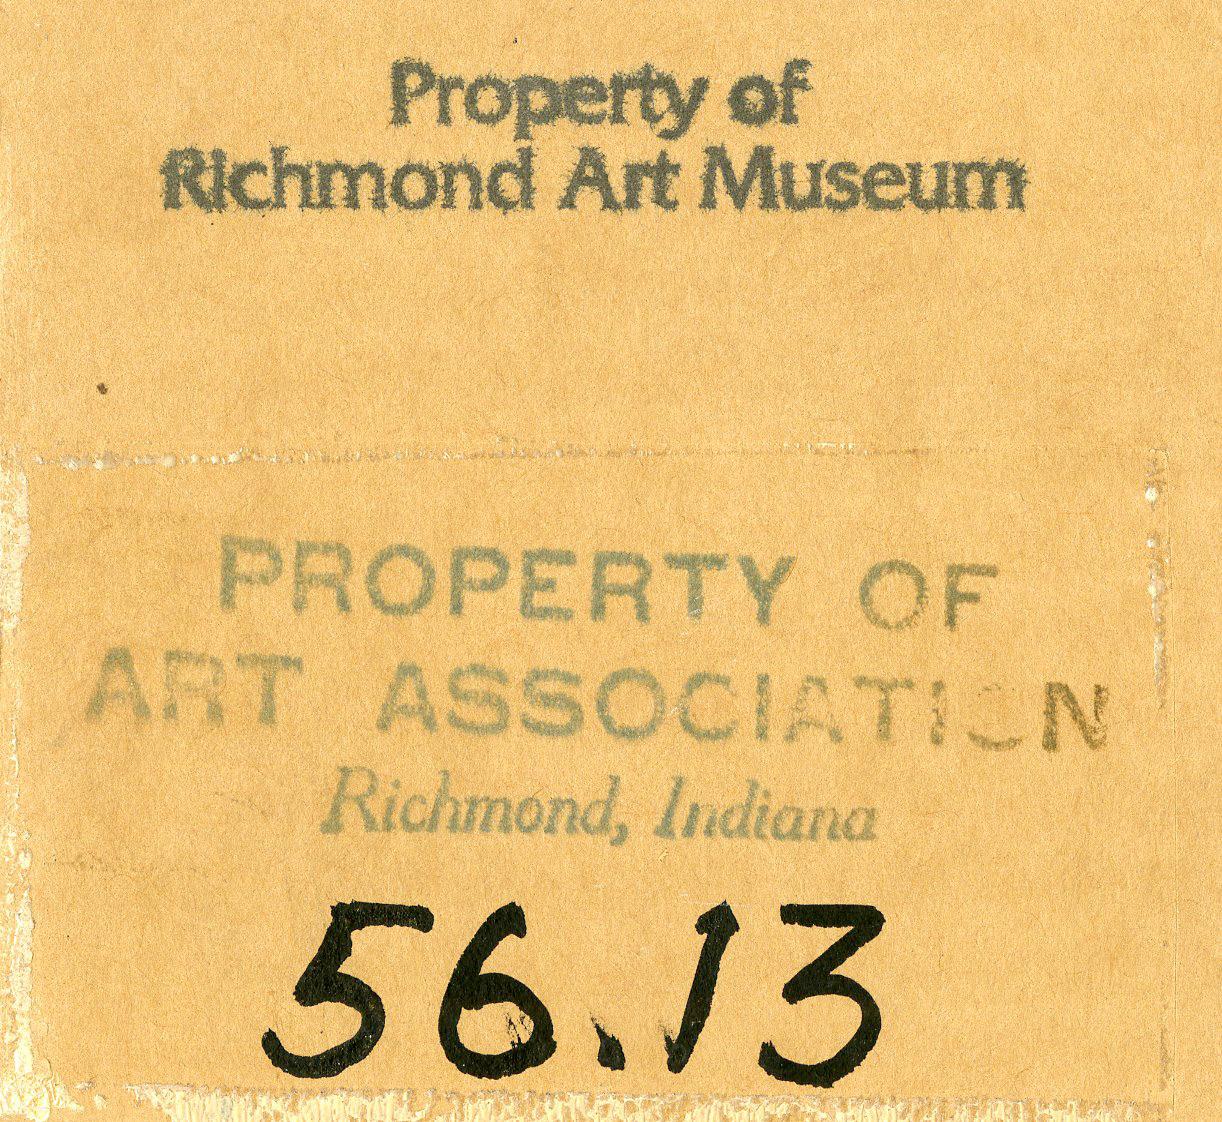 Property of
Richmond Art Museum
PROPERTY OF
ART ASSOCIATION
Richmond, Indiana
56.13